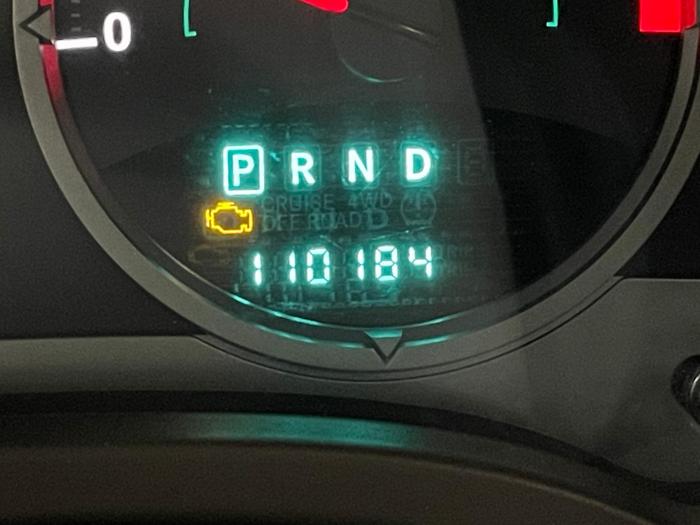 0
P R N D
CRUISE 4WD
OFF ROAD
110184